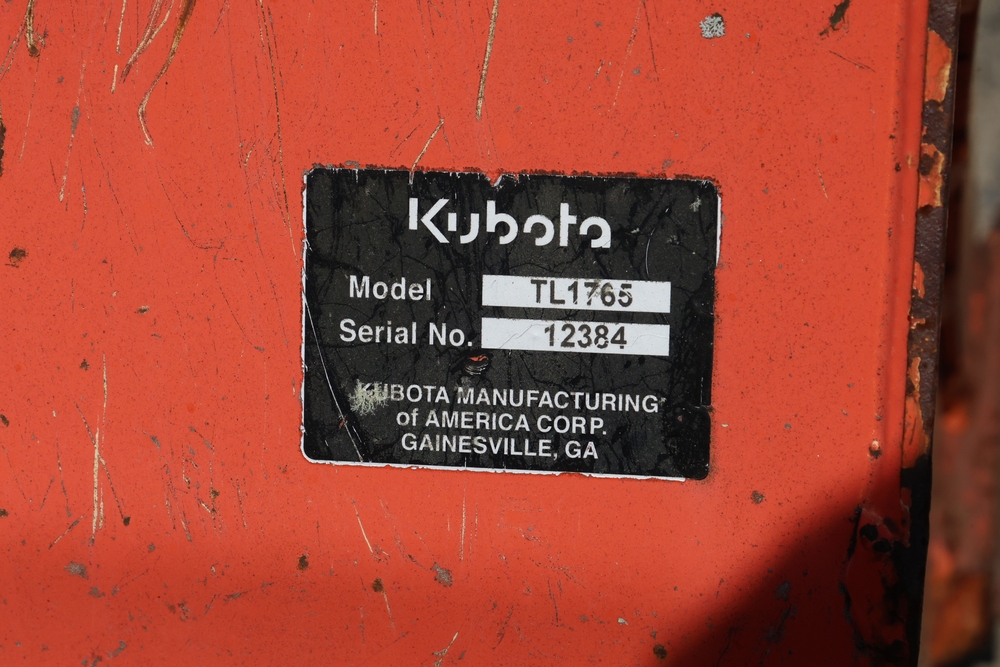 Kubota
Model TL1765
Serial No. 12384
KUBOTA MANUFACTURING
of AMERICA CORP.
GAINESVILLE, GA